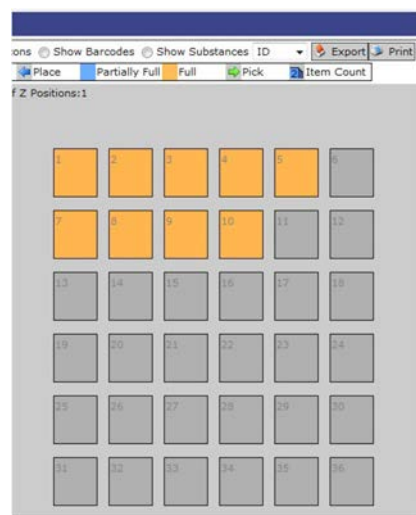 ons Show Barcodes Show Substances ID Export Print
Place Partially Full Full Pick Item Count
f Z Positions:1
1 2 3 4 5 6
7 8 9 10 11 12
13 14 15 16 17 18
19 20 21 22 23 24
25 26 27 28 29 30
31 32 33 34 35 36